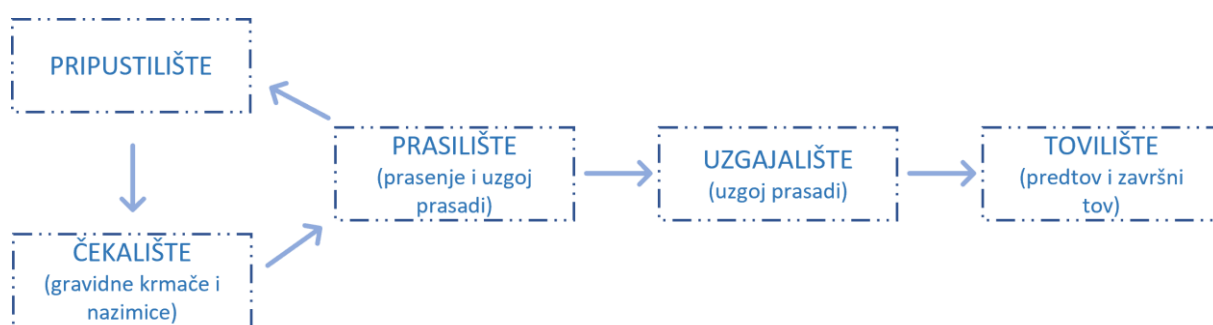 PRIPUSTILIŠTE
ČEKALIŠTE
(gravidne krmače i
nazimice)
PRASILIŠTE
(prasenje i uzgoj
prasadi)
UZGAJALIŠTE
(uzgoj prasadi)
TOVILIŠTE
(predtov i završni
tov)